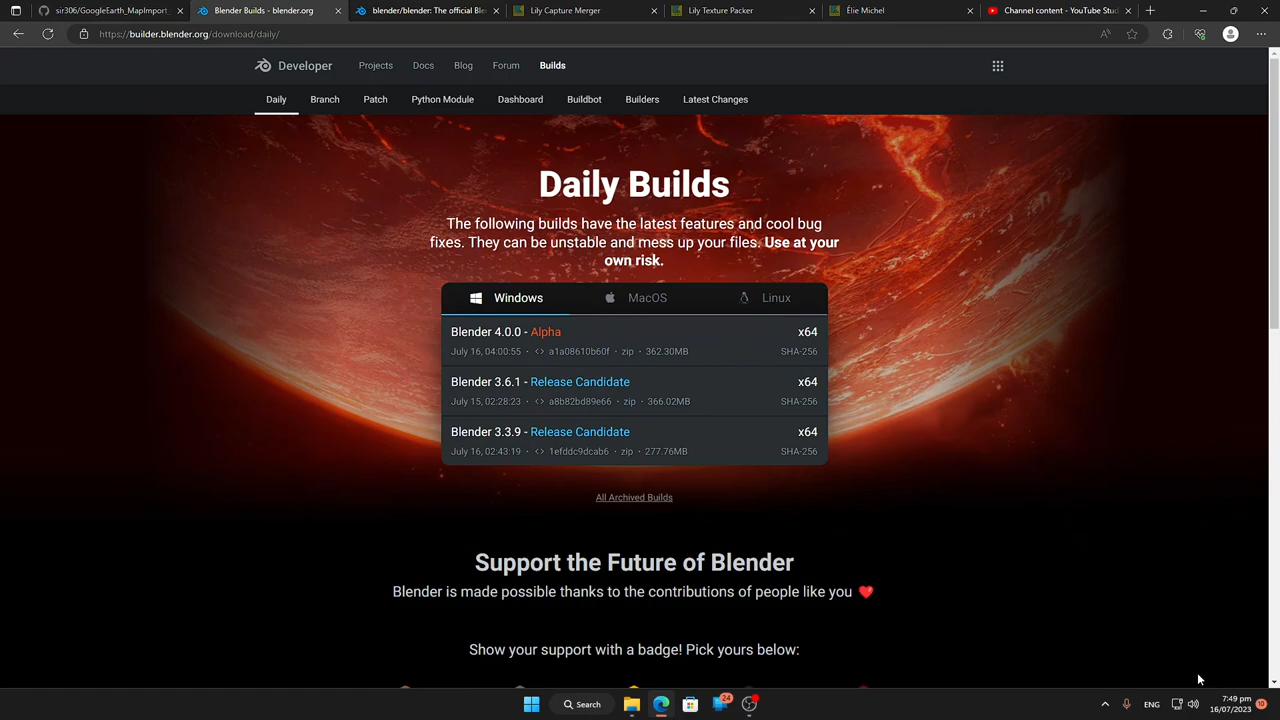 sir306/GoogleEarth_MapImport
Blender Builds - blender.org
blender/blender: The official Ble
Lily Capture Merger
Lily Texture Packer
Élie Michel
Channel content - YouTube Stud
https://builder.blender.org/download/daily/
Developer Projects Docs Blog Forum Builds
Daily Branch Patch Python Module Dashboard Buildbot Builders Latest Changes
Daily Builds
The following builds have the latest features and cool bug
fixes. They can be unstable and mess up your files. Use at your
own risk.
Windows MacOS Linux
Blender 4.0.0 - Alpha x64
July 16, 04:00:55 · <> a1a08610b60f · zip · 362.30MB SHA-256
Blender 3.6.1 - Release Candidate x64
July 15, 02:28:23 · <> a8b82bd89e66 · zip · 366.02MB SHA-256
Blender 3.3.9 - Release Candidate x64
July 16, 02:43:19 · <> 1efddc9dcab6 · zip · 277.76MB SHA-256
All Archived Builds
Support the Future of Blender
Blender is made possible thanks to the contributions of people like you ❤️
Show your support with a badge! Pick yours below:
Search
24
ENG
7:49 pm
16/07/2023
10